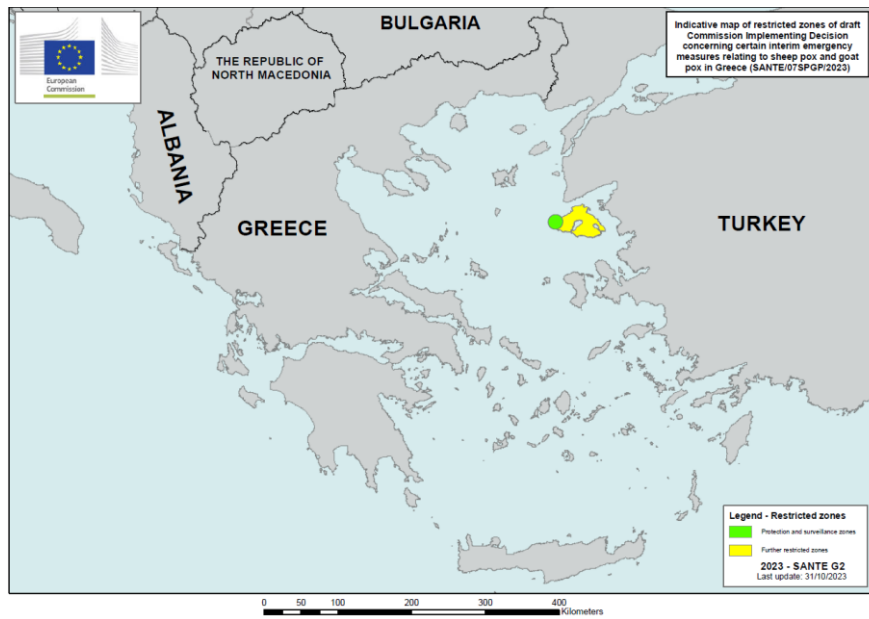 European
Commission
BULGARIA
Indicative map of restricted zones of draft
Commission Implementing Decision
concerning certain interim emergency
measures relating to sheep pox and goat
pox in Greece (SANTE/07SPGP/2023)
THE REPUBLIC OF
NORTH MACEDONIA
ALBANIA
GREECE
TURKEY
Legend - Restricted zones
Protection and surveillance zones
Further restricted zones
2023 - SANTE G2
Last update: 31/10/2023
0 50 100 200 300 400
Kilometers